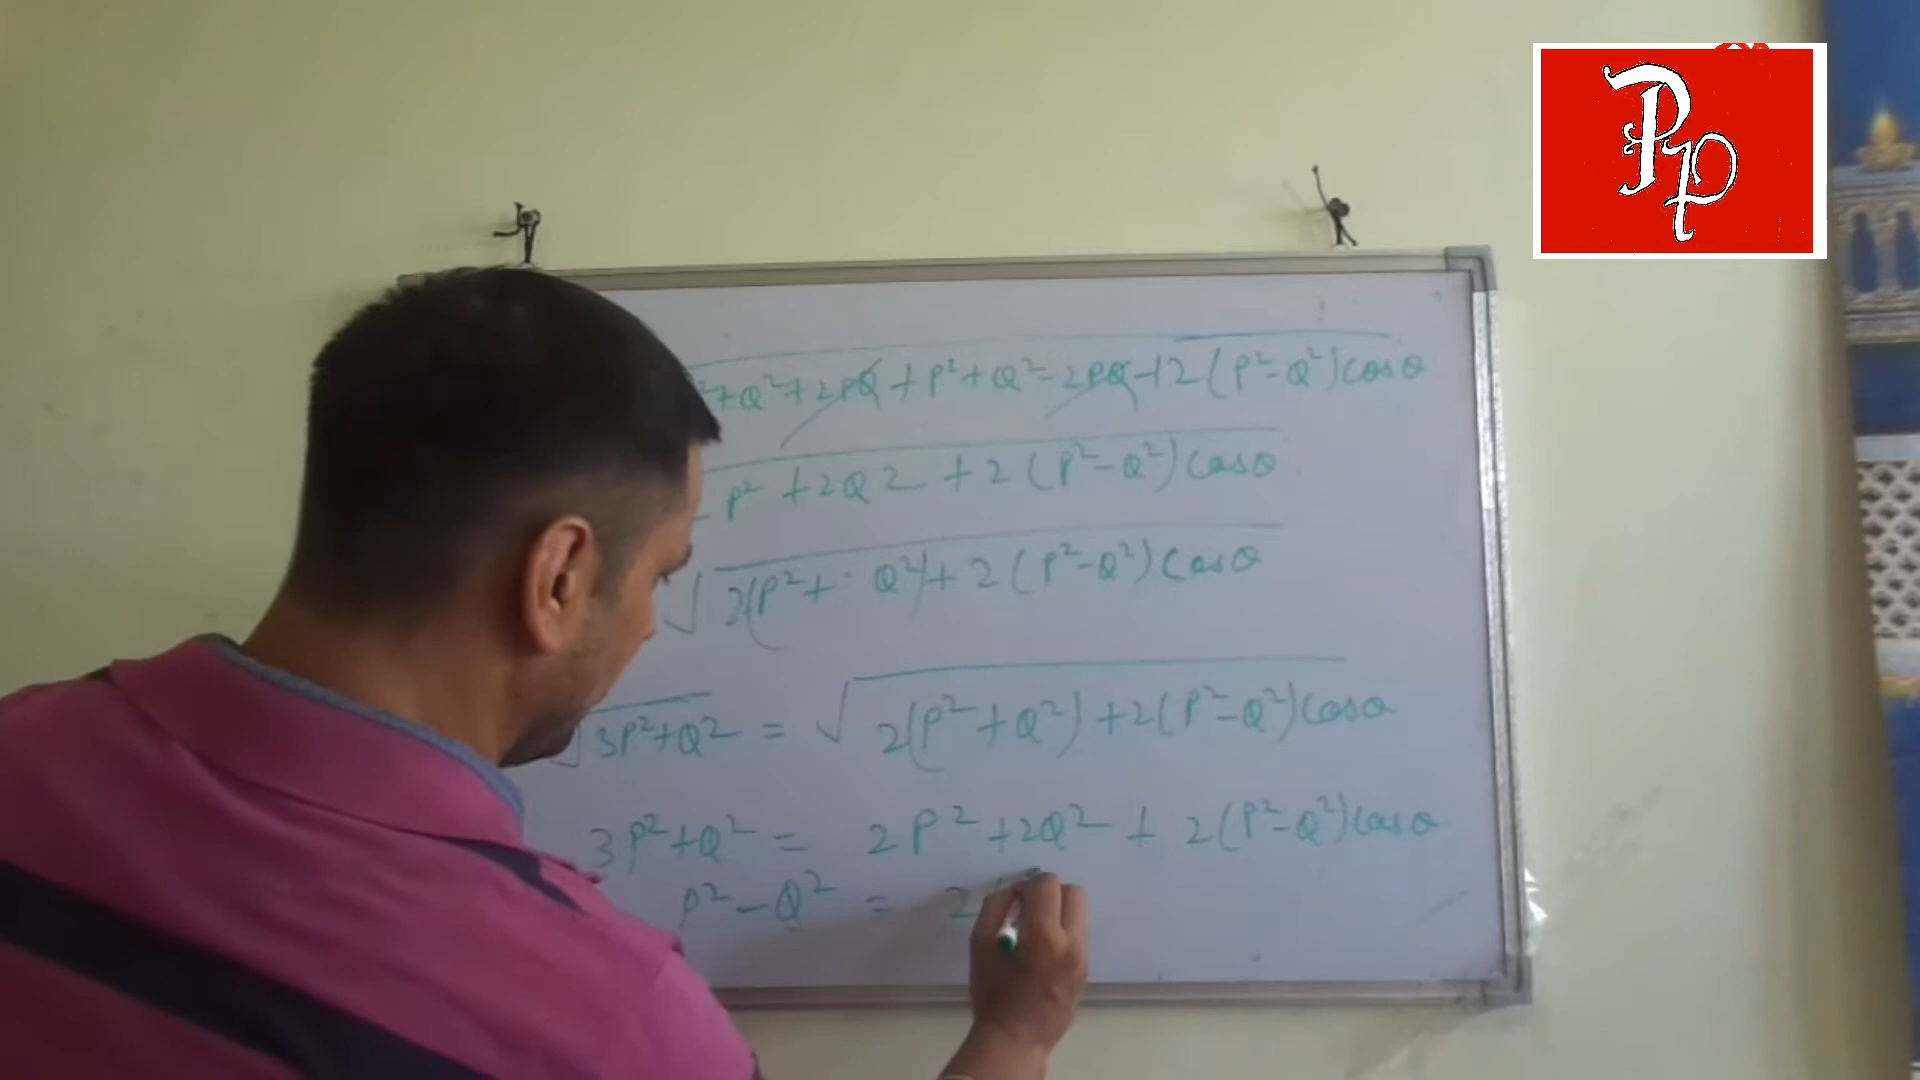 Pp
²+Q²+2PQ+P²+Q²-2PQ+2(P²-Q²)cosθ
P²+2Q2+2(P²-Q²)cosθ
√2(P²+Q²)+2(P²-Q²)cosθ
√3P²+Q² = √2(P²+Q²)+2(P²-Q²)cosθ
3P²+Q² = 2P²+2Q²+2(P²-Q²)cosθ
P²-Q² = 2(